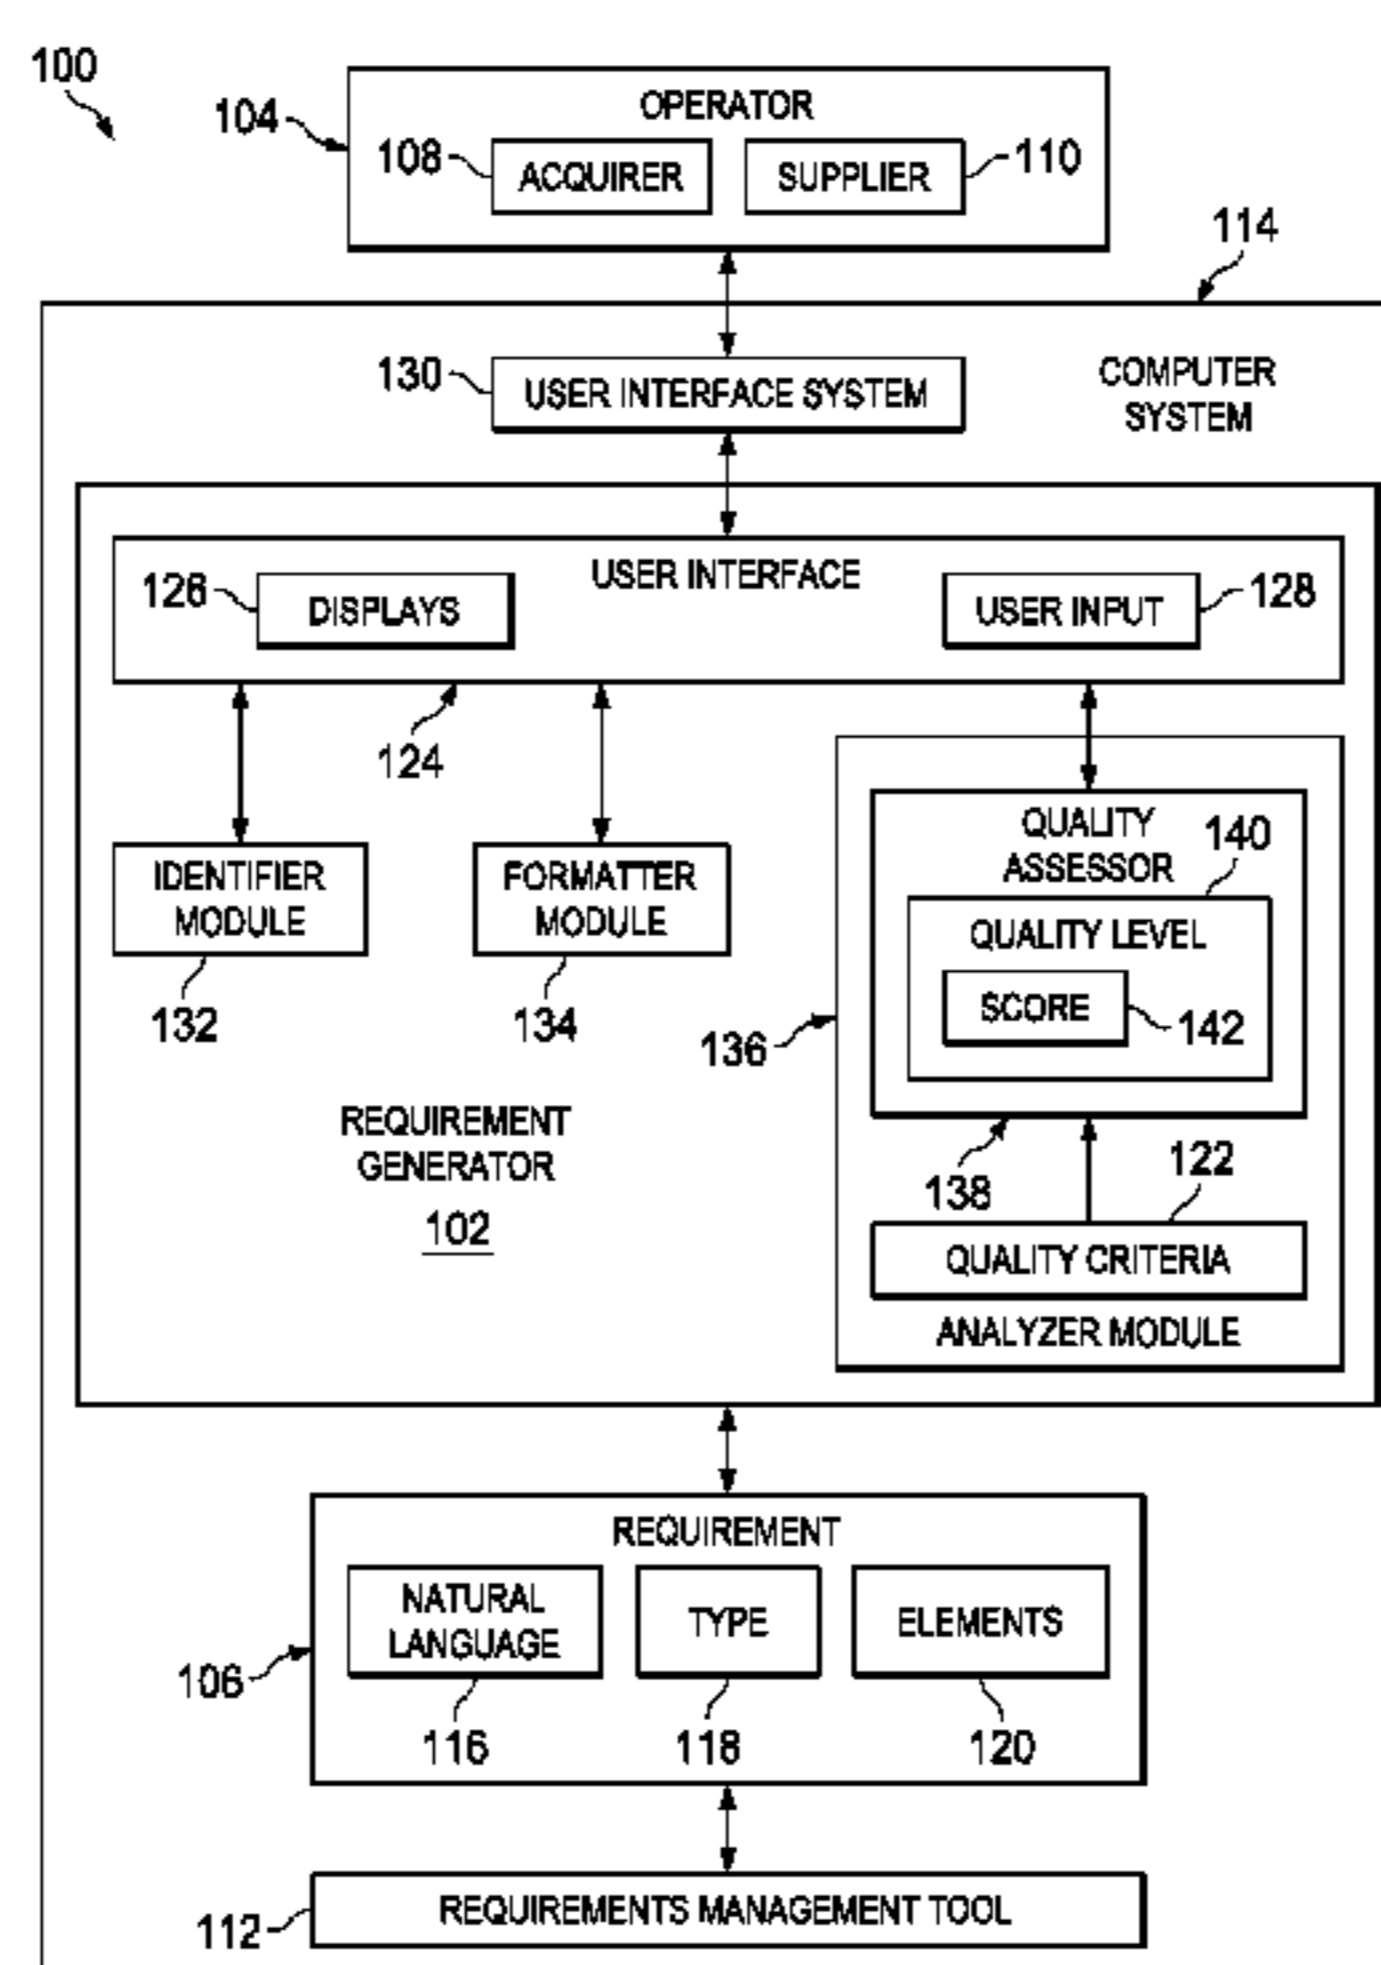 100
104
OPERATOR
108
ACQUIRER
SUPPLIER
110
114
130
USER INTERFACE SYSTEM
COMPUTER
SYSTEM
USER INTERFACE
126
DISPLAYS
USER INPUT
128
124
IDENTIFIER
MODULE
132
FORMATTER
MODULE
134
136
QUALITY
ASSESSOR
140
QUALITY LEVEL
SCORE
142
138
122
QUALITY CRITERIA
ANALYZER MODULE
REQUIREMENT
GENERATOR
102
REQUIREMENT
106
NATURAL
LANGUAGE
116
TYPE
118
ELEMENTS
120
112
REQUIREMENTS MANAGEMENT TOOL